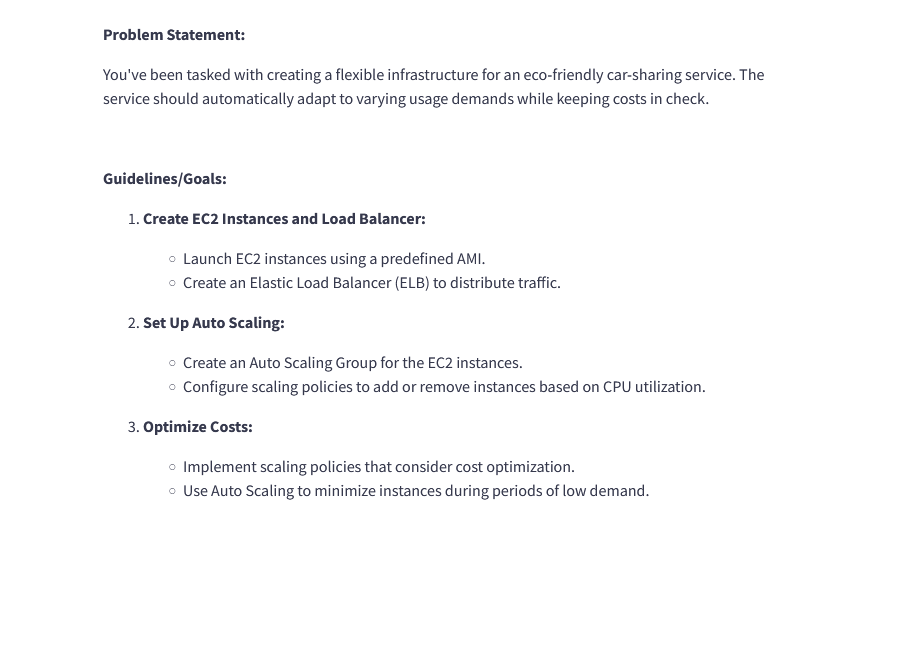 Problem Statement:
You've been tasked with creating a flexible infrastructure for an eco-friendly car-sharing service. The
service should automatically adapt to varying usage demands while keeping costs in check.
Guidelines/Goals:
1. Create EC2 Instances and Load Balancer:
○ Launch EC2 instances using a predefined AMI.
○ Create an Elastic Load Balancer (ELB) to distribute traffic.
2. Set Up Auto Scaling:
○ Create an Auto Scaling Group for the EC2 instances.
○ Configure scaling policies to add or remove instances based on CPU utilization.
3. Optimize Costs:
○ Implement scaling policies that consider cost optimization.
○ Use Auto Scaling to minimize instances during periods of low demand.